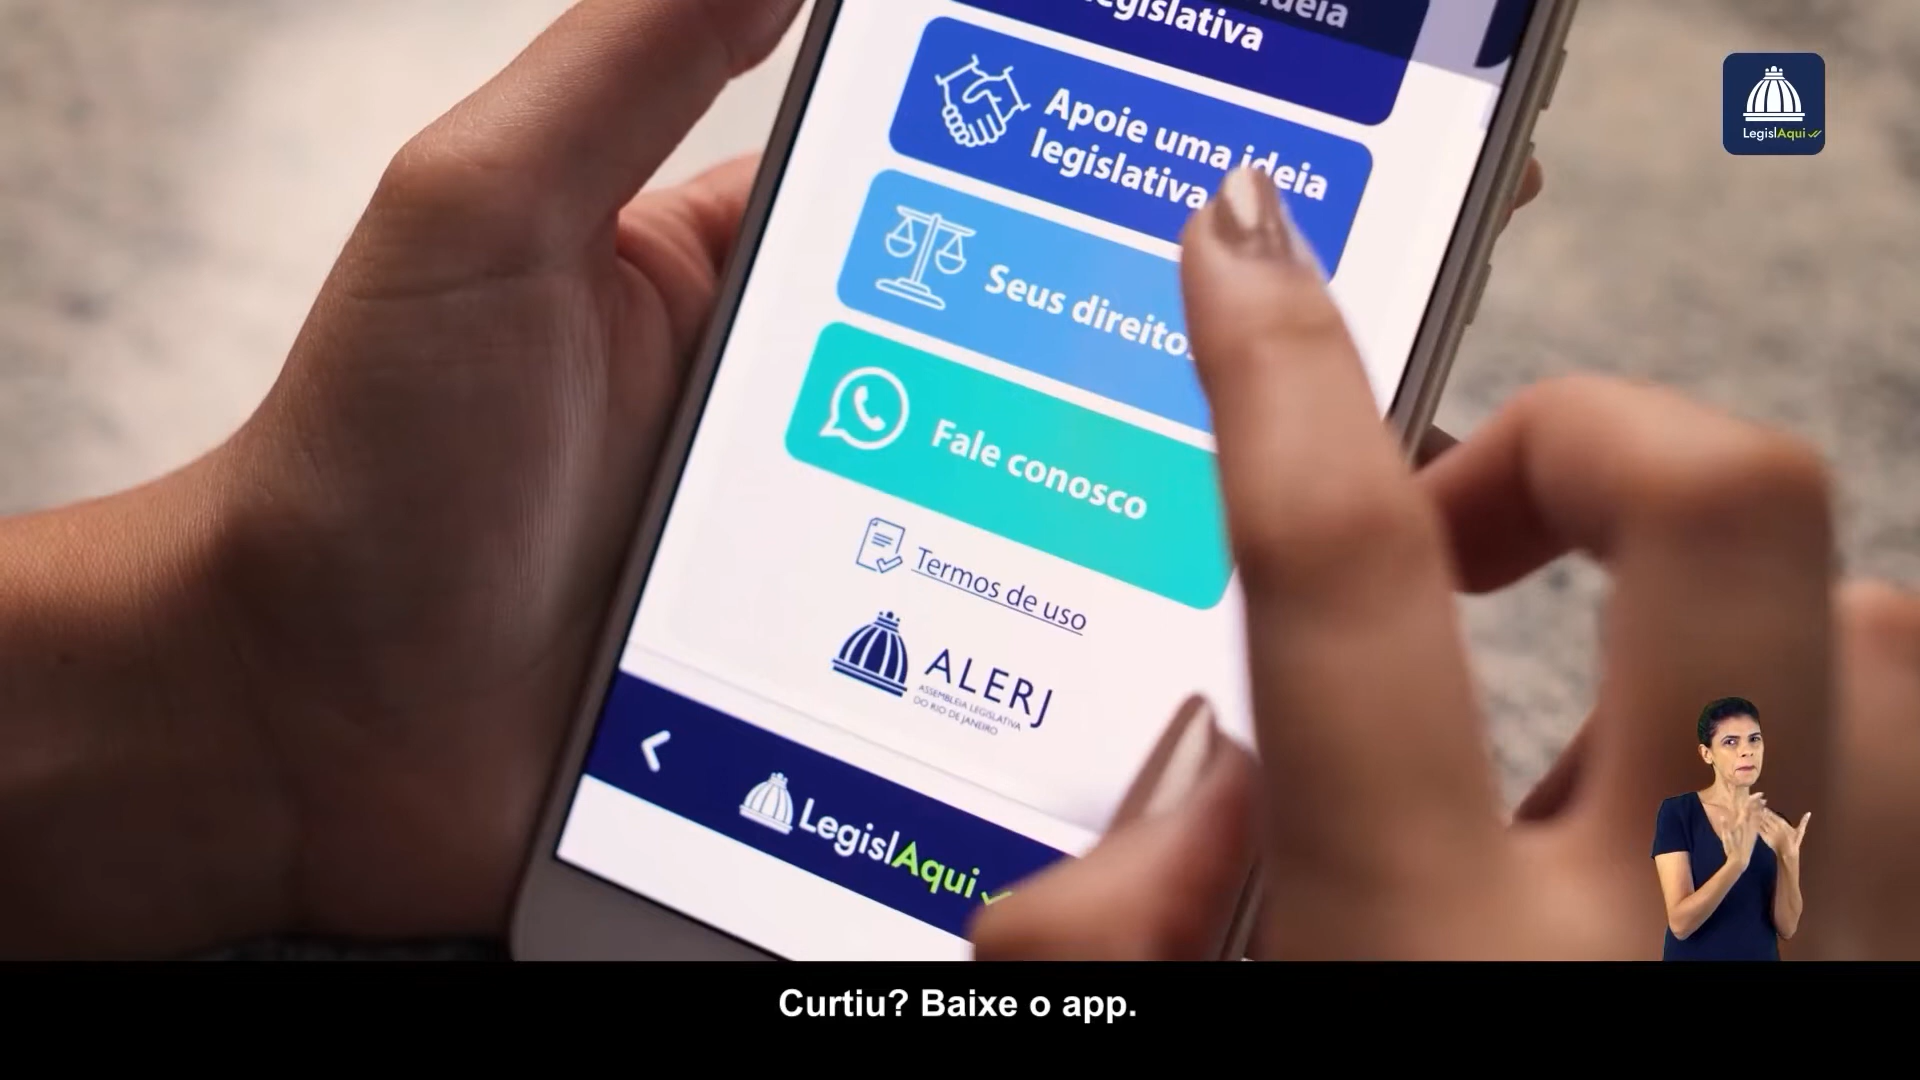 legislativa
Apoie uma ideia
legislativa
Seus direitos
Fale conosco
Termos de uso
ALERJ
ASSEMBLEIA LEGISLATIVA
DO RIO DE JANEIRO
LegislAqui
LegislAqui
Curtiu? Baixe o app.